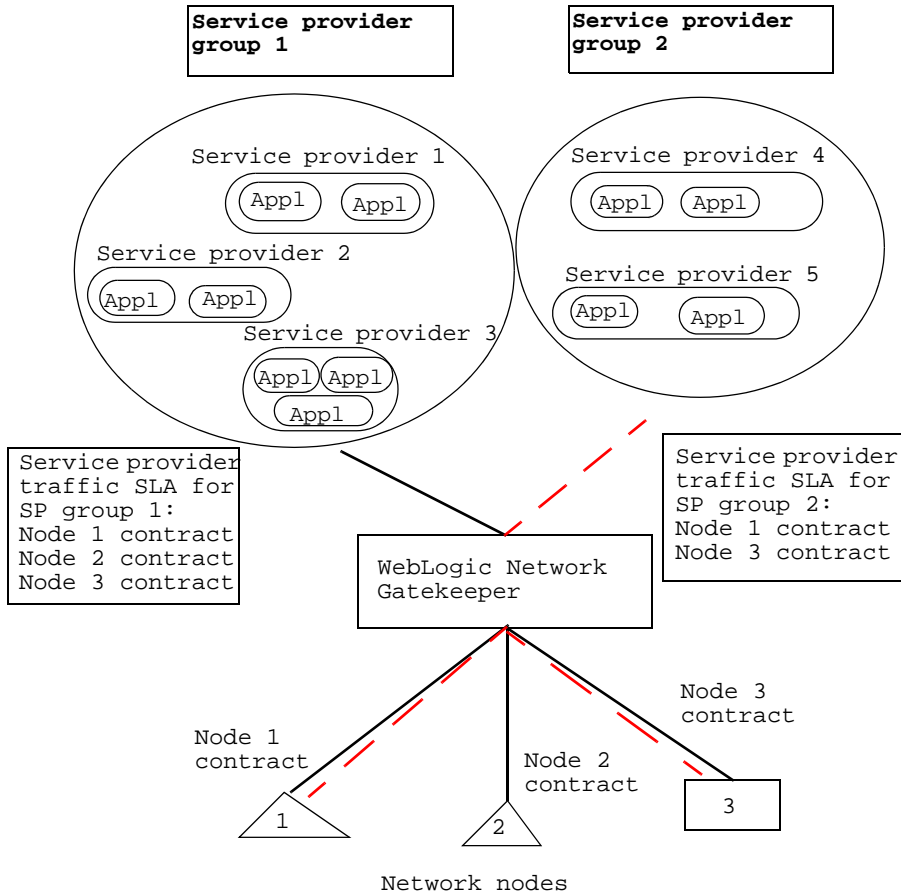 Service provider
group 1
Service provider
group 2
Service provider 1
Appl
Appl
Service provider 2
Appl
Appl
Service provider 3
Appl
Appl
Appl
Service provider 4
Appl
Appl
Service provider 5
Appl
Appl
Service provider
traffic SLA for
SP group 1:
Node 1 contract
Node 2 contract
Node 3 contract
Service provider
traffic SLA for
SP group 2:
Node 1 contract
Node 3 contract
WebLogic Network
Gatekeeper
Node 1
contract
Node 2
contract
Node 3
contract
1
2
3
Network nodes